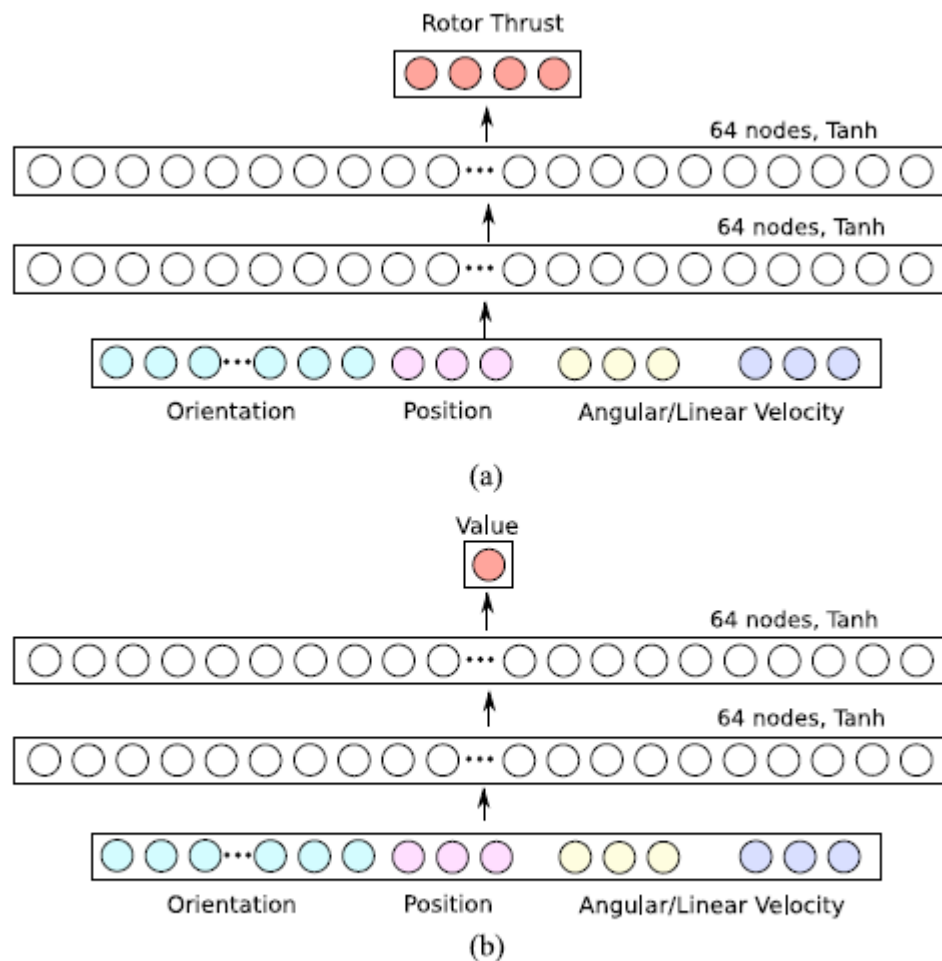 Rotor Thrust
64 nodes, Tanh
64 nodes, Tanh
Orientation Position Angular/Linear Velocity
(a)
Value
64 nodes, Tanh
64 nodes, Tanh
Orientation Position Angular/Linear Velocity
(b)